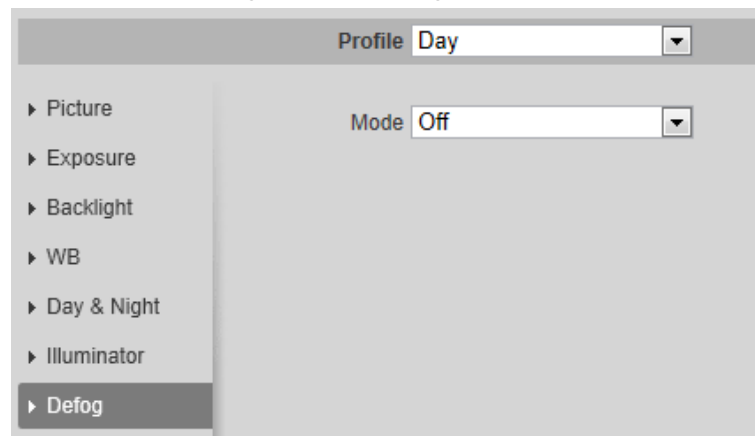 Profile Day
Picture
Mode Off
Exposure
Backlight
WB
Day & Night
Illuminator
Defog